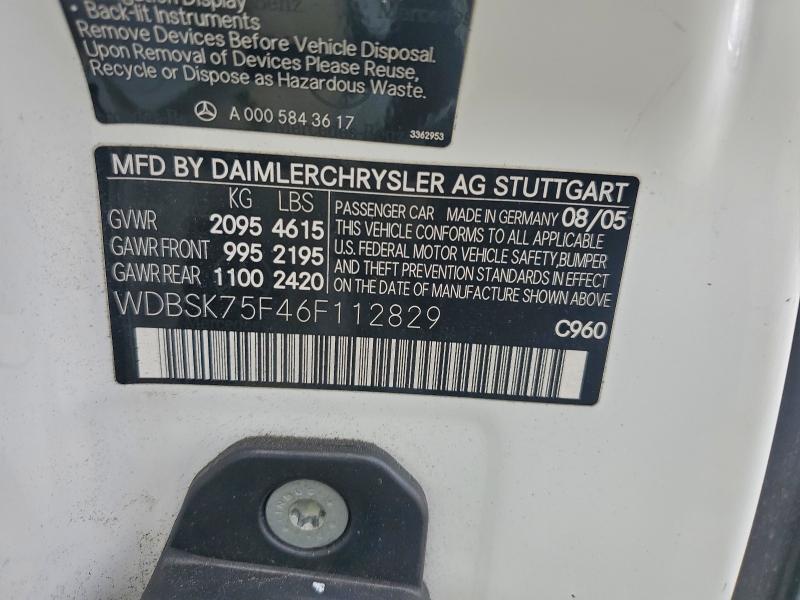 Display
• Back-lit Instruments
Remove Devices Before Vehicle Disposal.
Upon Removal of Devices Please Reuse,
Recycle or Dispose as Hazardous Waste.
A 000 584 36 17
3362953
MFD BY DAIMLERCHRYSLER AG STUTTGART
KG LBS
GVWR 2095 4615
GAWR FRONT 995 2195
GAWR REAR 1100 2420
PASSENGER CAR MADE IN GERMANY 08/05
THIS VEHICLE CONFORMS TO ALL APPLICABLE
U.S. FEDERAL MOTOR VEHICLE SAFETY,BUMPER
AND THEFT PREVENTION STANDARDS IN EFFECT
ON THE DATE OF MANUFACTURE SHOWN ABOVE
WDBSK75F46F112829
C960